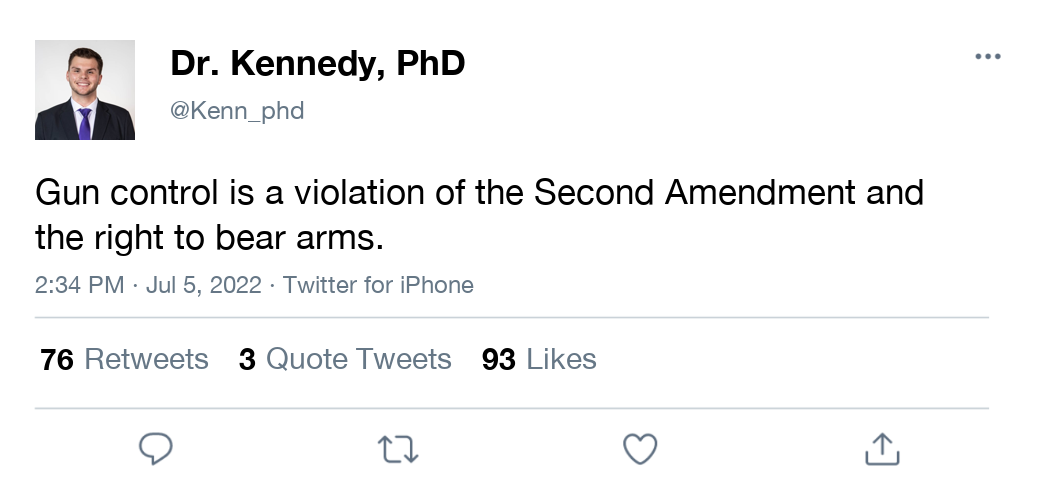 Dr. Kennedy, PhD
@Kenn_phd
Gun control is a violation of the Second Amendment and
the right to bear arms.
2:34 PM · Jul 5, 2022 · Twitter for iPhone
76 Retweets 3 Quote Tweets 93 Likes